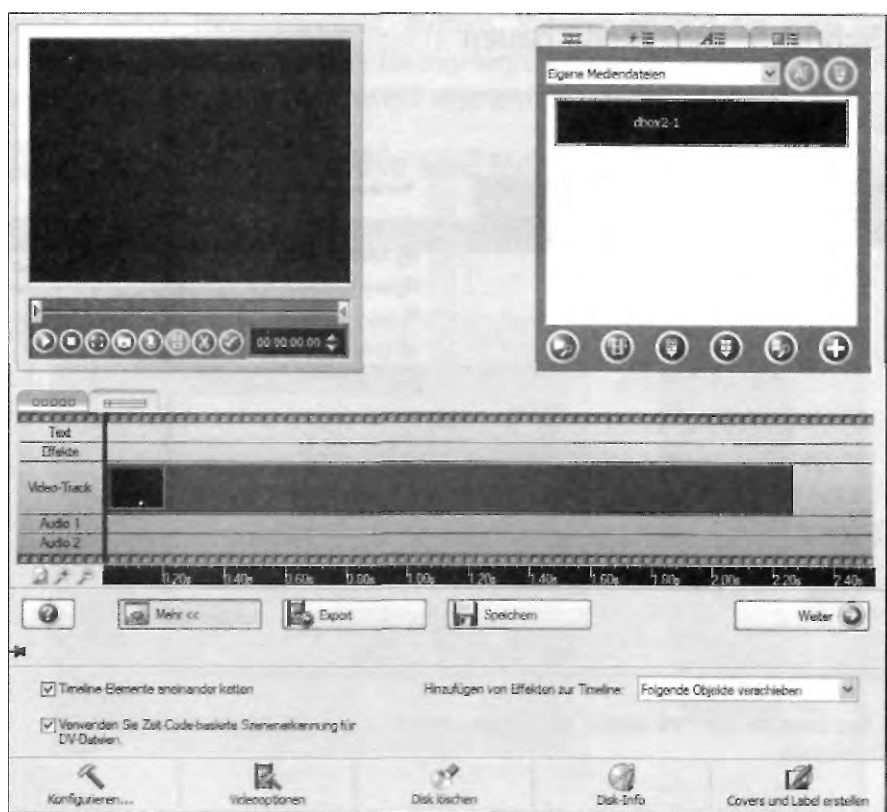 Eigene Mediendateien
dbox2-1
00:00:00.00
Text
Effekte
Video-Track
Audio 1
Audio 2
0.20s 0.40s 0.60s 0.80s 1.00s 1.20s 1.40s 1.60s 1.80s 2.00s 2.20s 2.40s
Mehr << Export Speichern Weiter
Timeline-Elemente aneinander ketten
Hinzufügen von Effekten zur Timeline: Folgende Objekte verschieben
Verwenden Sie Zeit-Code-basierte Szenenerkennung für
DV-Dateien.
Konfigurieren... Videooptionen Disk löschen Disk-Info Covers und Label erstellen